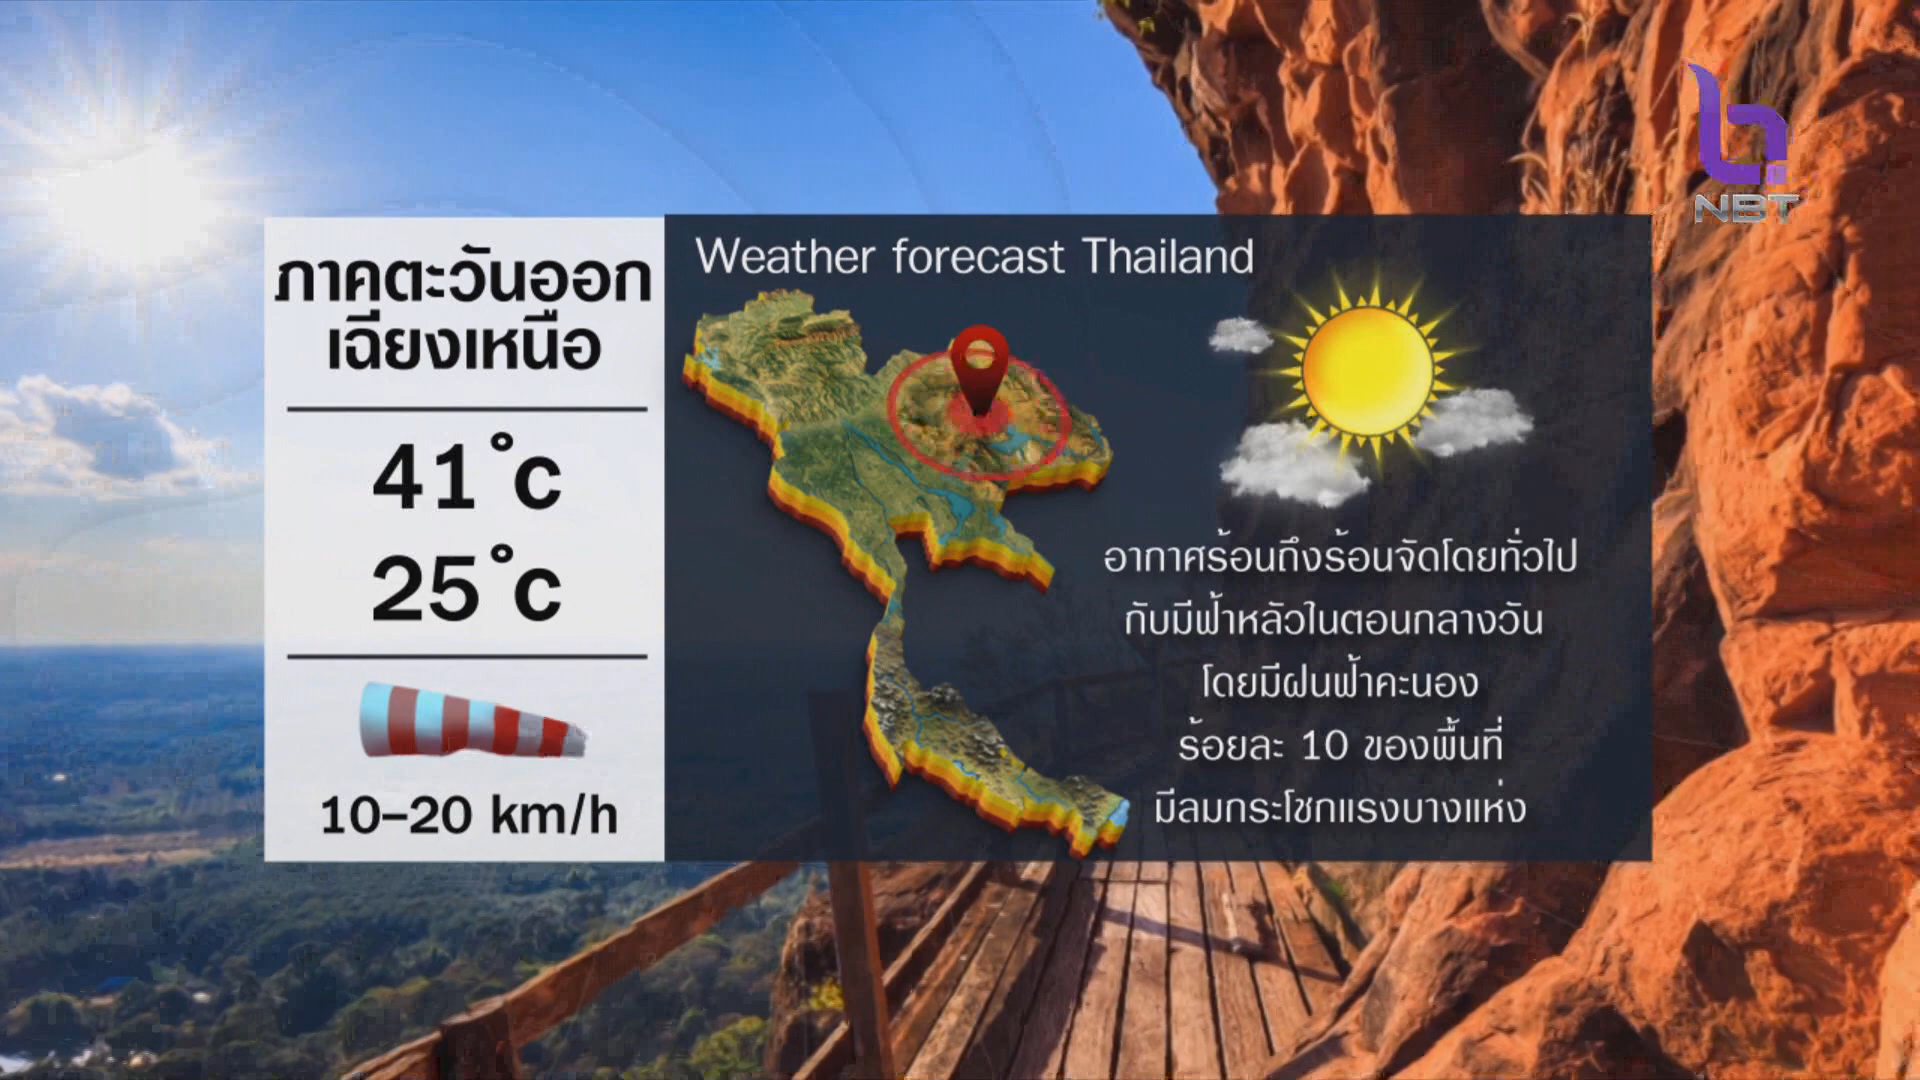 ภาคตะวันออก
เฉียงเหนือ
41°c
25°c
10–20 km/h
Weather forecast Thailand
อากาศร้อนถึงร้อนจัดโดยทั่วไป
กับมีฟ้าหลัวในตอนกลางวัน
โดยมีฝนฟ้าคะนอง
ร้อยละ 10 ของพื้นที่
มีลมกระโชกแรงบางแห่ง
NBT